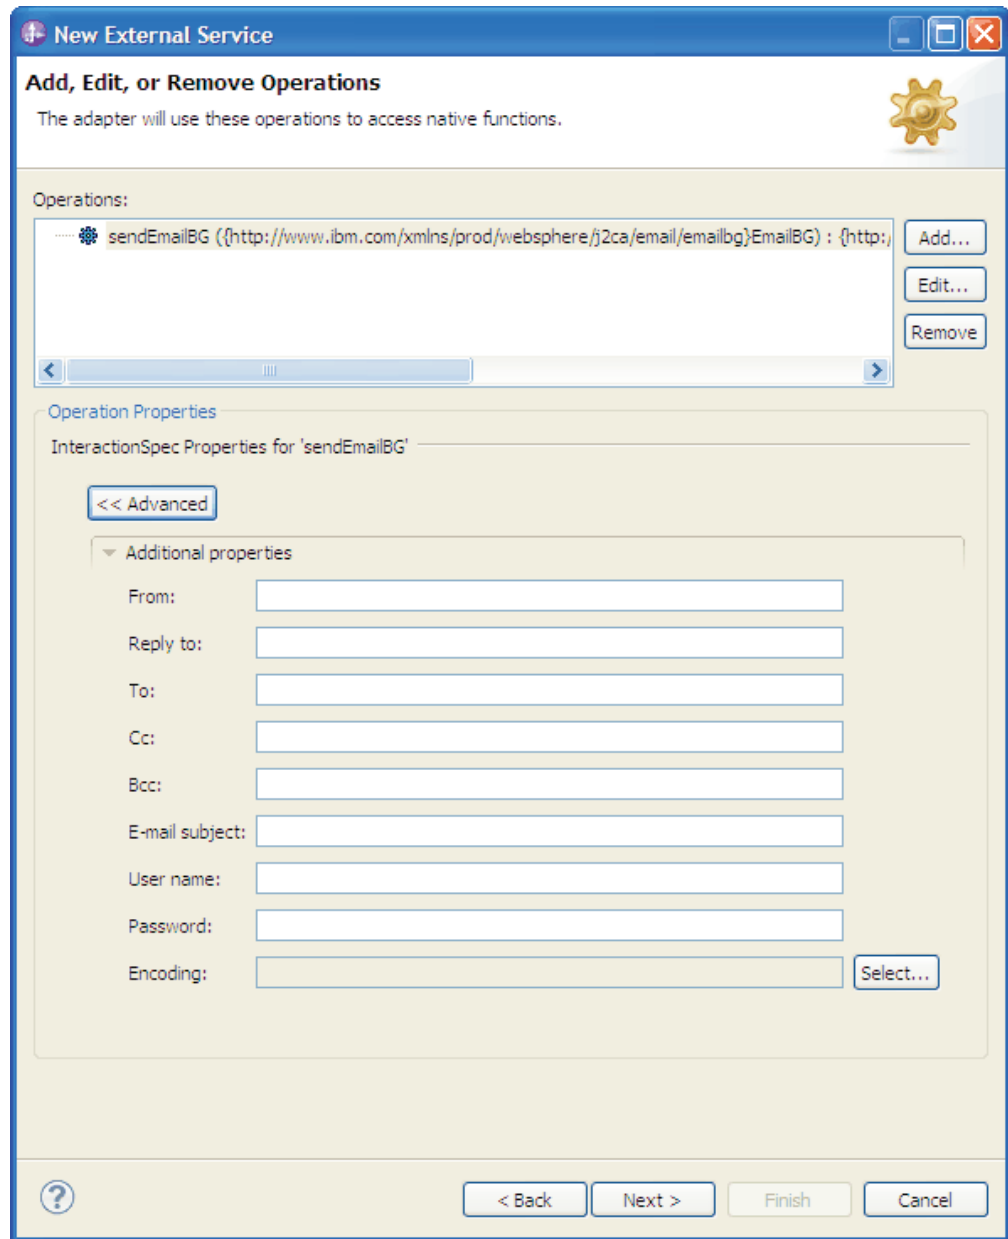 New External Service
Add, Edit, or Remove Operations
The adapter will use these operations to access native functions.
Operations:
sendEmailBG ({http://www.ibm.com/xmlns/prod/websphere/j2ca/email/emailbg}EmailBG) : {http:/
Add...
Edit...
Remove
Operation Properties
InteractionSpec Properties for 'sendEmailBG'
<< Advanced
Additional properties
From:
Reply to:
To:
Cc:
Bcc:
E-mail subject:
User name:
Password:
Encoding:
Select...
?
< Back
Next >
Finish
Cancel